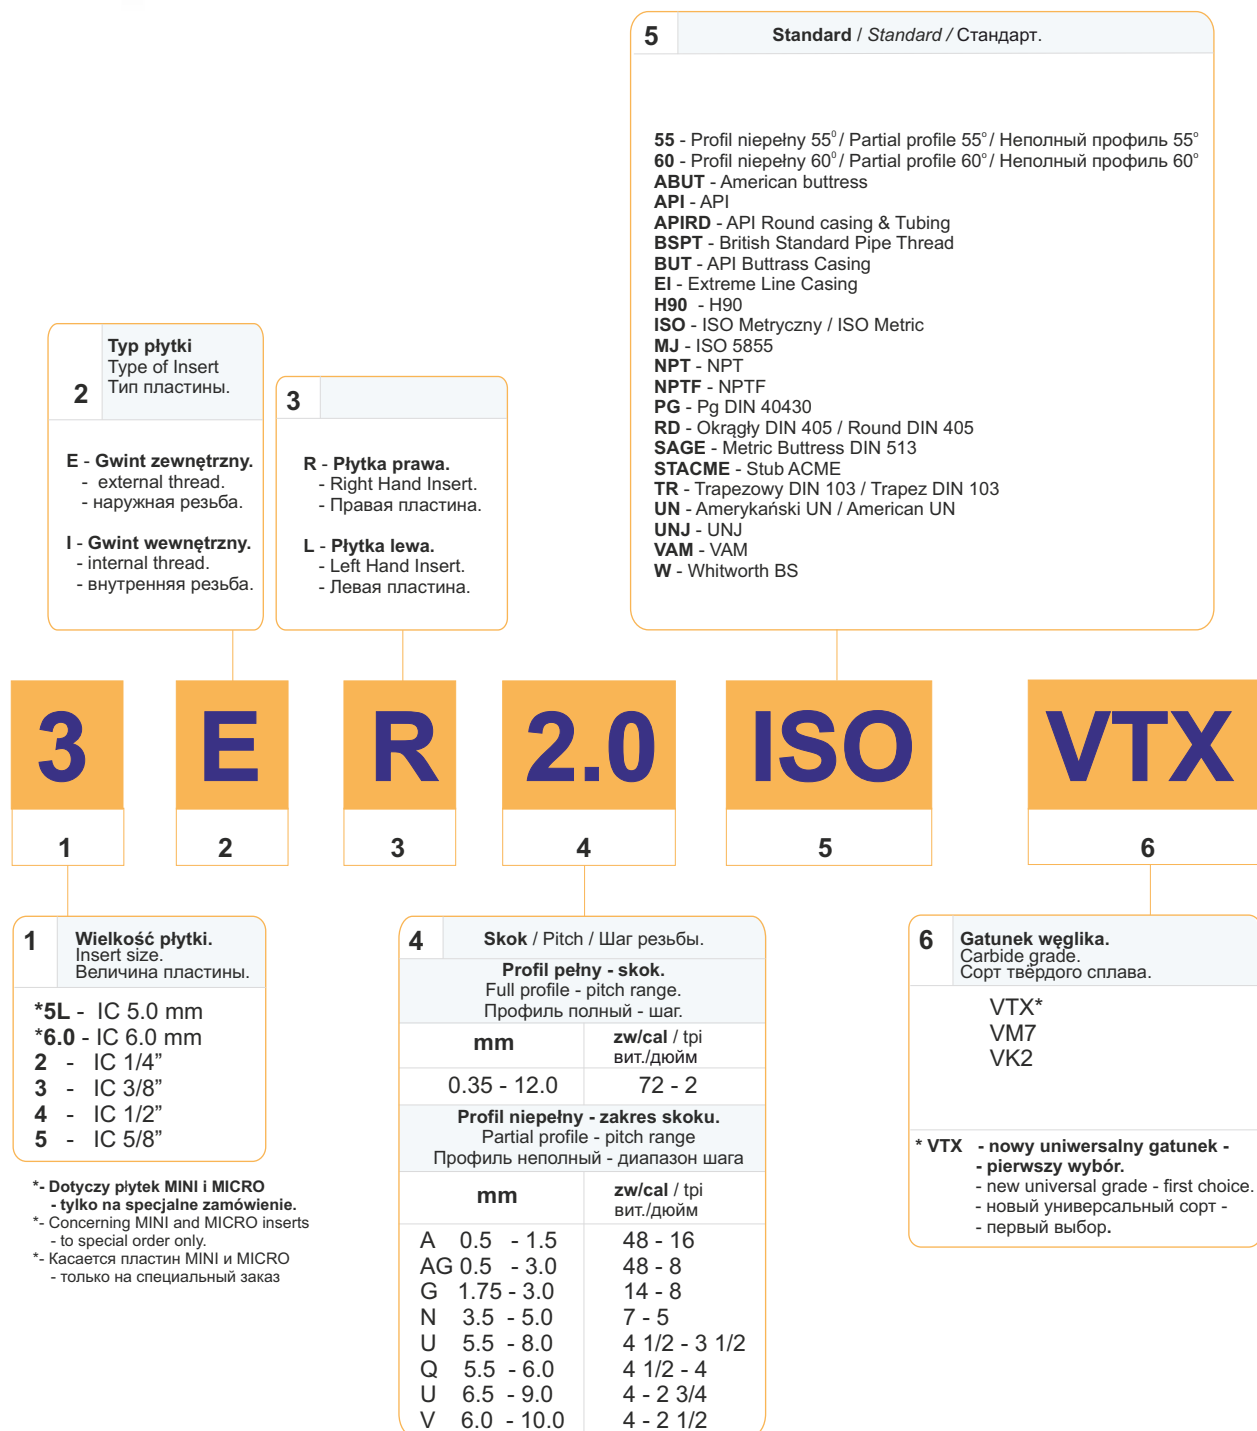 5 Standard / Standard / Стандарт.
55 - Profil niepełny 55⁰ / Partial profile 55° / Неполный профиль 55°
60 - Profil niepełny 60⁰ / Partial profile 60° / Неполный профиль 60°
ABUT - American buttress
API - API
APIRD - API Round casing & Tubing
BSPT - British Standard Pipe Thread
BUT - API Buttrass Casing
EI - Extreme Line Casing
H90 - H90
ISO - ISO Metryczny / ISO Metric
MJ - ISO 5855
NPT - NPT
NPTF - NPTF
PG - Pg DIN 40430
RD - Okrągły DIN 405 / Round DIN 405
SAGE - Metric Buttress DIN 513
STACME - Stub ACME
TR - Trapezowy DIN 103 / Trapez DIN 103
UN - Amerykański UN / American UN
UNJ - UNJ
VAM - VAM
W - Whitworth BS
2
Typ płytki
Type of Insert
Тип пластины.
E - Gwint zewnętrzny.
- external thread.
- наружная резьба.
I - Gwint wewnętrzny.
- internal thread.
- внутренняя резьба.
3
R - Płytka prawa.
- Right Hand Insert.
- Правая пластина.
L - Płytka lewa.
- Left Hand Insert.
- Левая пластина.
3 E R 2.0 ISO VTX
1 2 3 4 5 6
1
Wielkość płytki.
Insert size.
Величина пластины.
*5L - IC 5.0 mm
*6.0 - IC 6.0 mm
2 - IC 1/4”
3 - IC 3/8”
4 - IC 1/2”
5 - IC 5/8”
*- Dotyczy płytek MINI i MICRO
- tylko na specjalne zamówienie.
*- Concerning MINI and MICRO inserts
- to special order only.
*- Касается пластин MINI и MICRO
- только на специальный заказ
4 Skok / Pitch / Шаг резьбы.
Profil pełny - skok.
Full profile - pitch range.
Профиль полный - шаг.
mm zw/cal / tpi
вит./дюйм
0.35 - 12.0 72 - 2
Profil niepełny - zakres skoku.
Partial profile - pitch range
Профиль неполный - диапазон шага
mm zw/cal / tpi
вит./дюйм
A 0.5 - 1.5 48 - 16
AG 0.5 - 3.0 48 - 8
G 1.75 - 3.0 14 - 8
N 3.5 - 5.0 7 - 5
U 5.5 - 8.0 4 1/2 - 3 1/2
Q 5.5 - 6.0 4 1/2 - 4
U 6.5 - 9.0 4 - 2 3/4
V 6.0 - 10.0 4 - 2 1/2
6
Gatunek węglika.
Carbide grade.
Сорт твёрдого сплава.
VTX*
VM7
VK2
* VTX - nowy uniwersalny gatunek -
- pierwszy wybór.
- new universal grade - first choice.
- новый универсальный сорт -
- первый выбор.